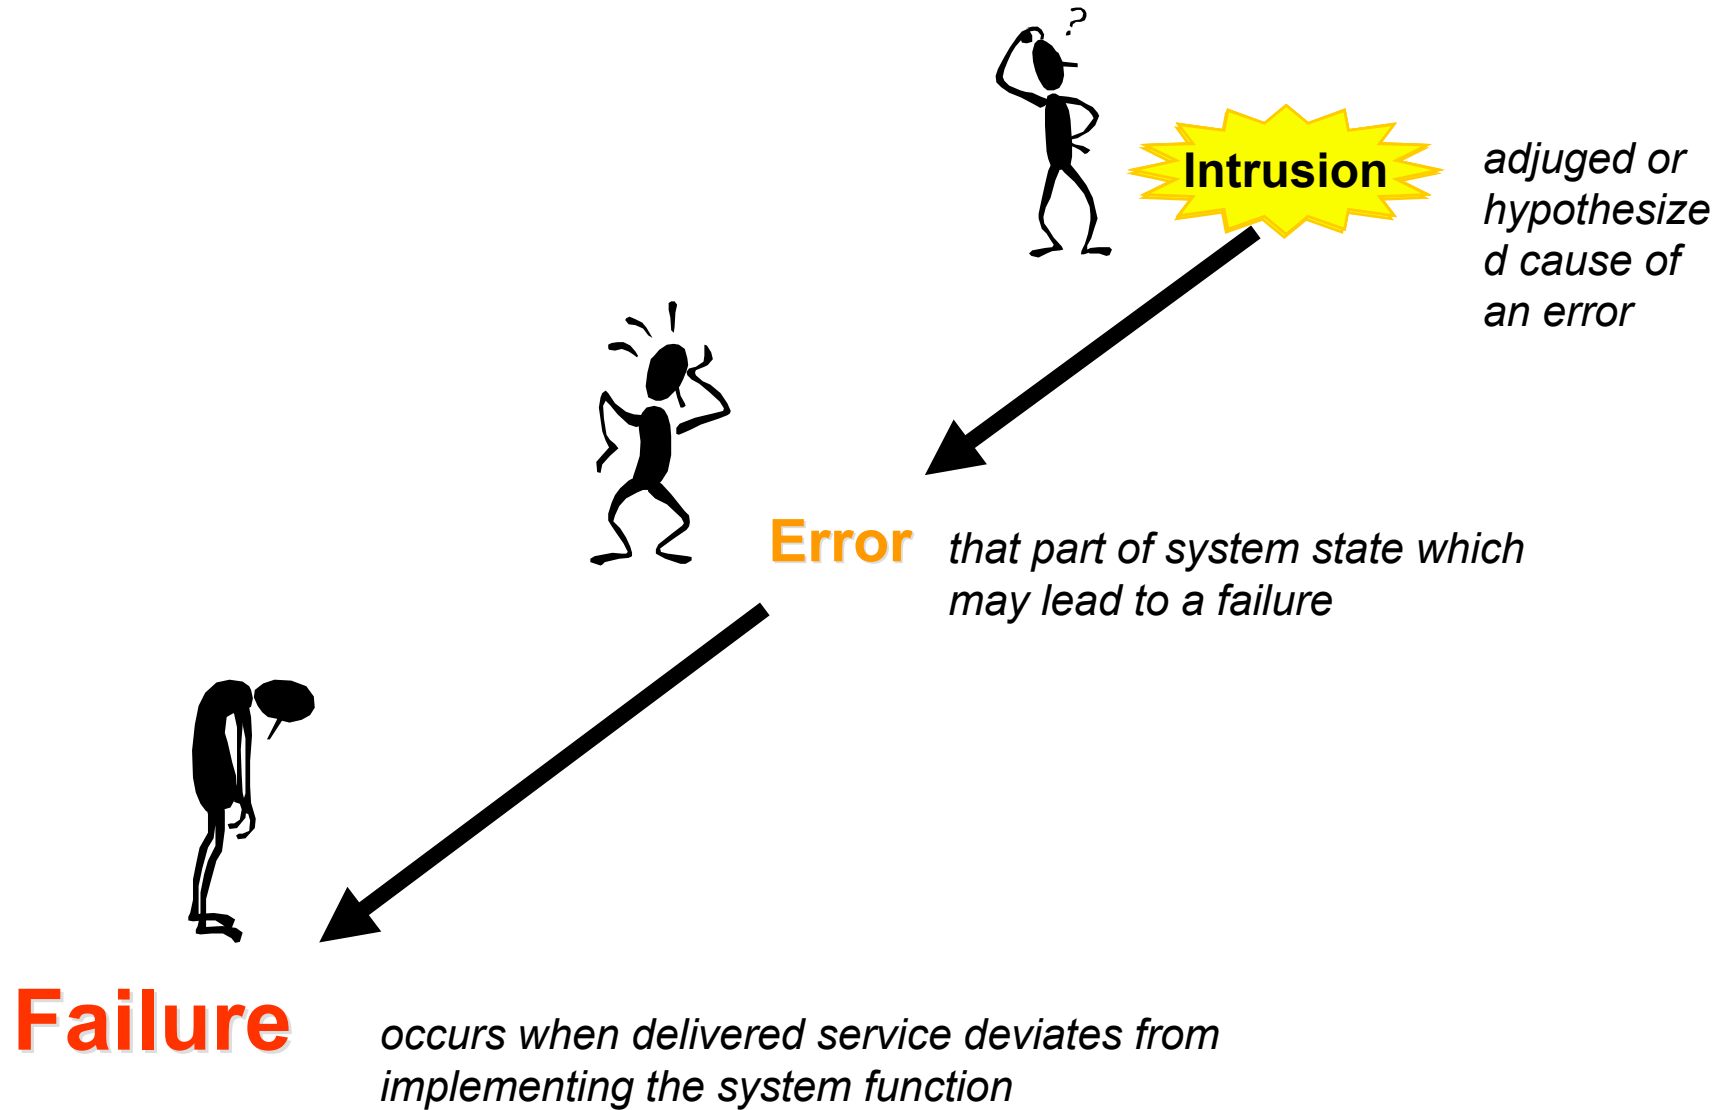 ?
Intrusion
adjuged or
hypothesize
d cause of
an error
Error
that part of system state which
may lead to a failure
Failure
occurs when delivered service deviates from
implementing the system function